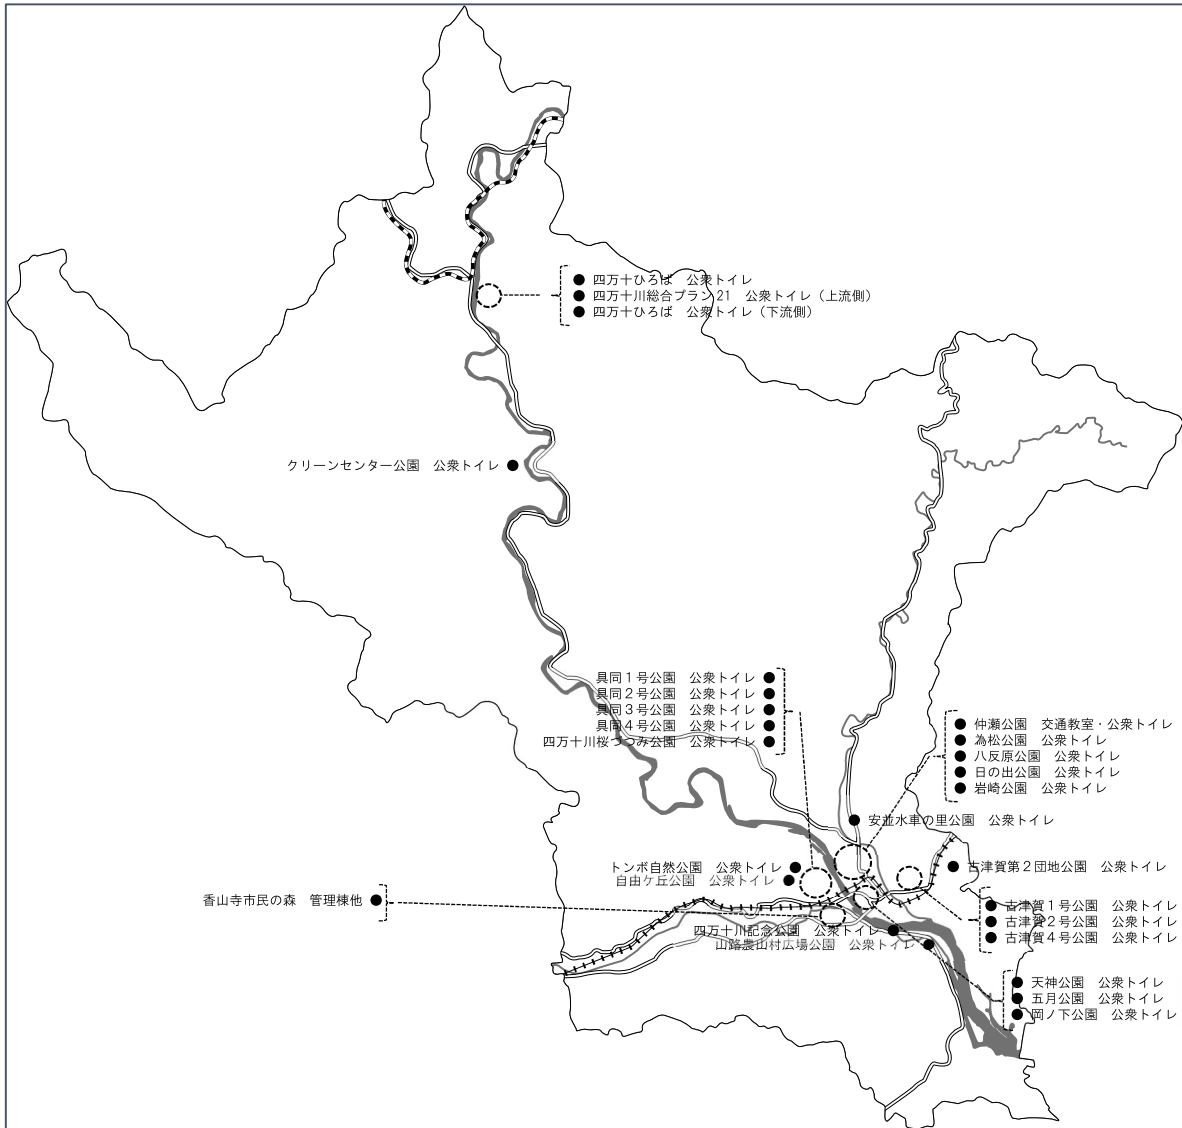 四万十ひろば　公衆トイレ
四万十川総合プラン21　公衆トイレ（上流側）
四万十ひろば　公衆トイレ（下流側）
クリーンセンター公園　公衆トイレ
具同１号公園　公衆トイレ
具同２号公園　公衆トイレ
具同３号公園　公衆トイレ
具同４号公園　公衆トイレ
四万十川桜づつみ公園　公衆トイレ
仲瀬公園　交通教室・公衆トイレ
為松公園　公衆トイレ
八反原公園　公衆トイレ
日の出公園　公衆トイレ
岩崎公園　公衆トイレ
安並水車の里公園　公衆トイレ
トンボ自然公園　公衆トイレ
自由ケ丘公園　公衆トイレ
古津賀第２団地公園　公衆トイレ
香山寺市民の森　管理棟他
古津賀１号公園　公衆トイレ
古津賀２号公園　公衆トイレ
古津賀４号公園　公衆トイレ
四万十川記念公園　公衆トイレ
山路農山村広場公園　公衆トイレ
天神公園　公衆トイレ
五月公園　公衆トイレ
岡ノ下公園　公衆トイレ